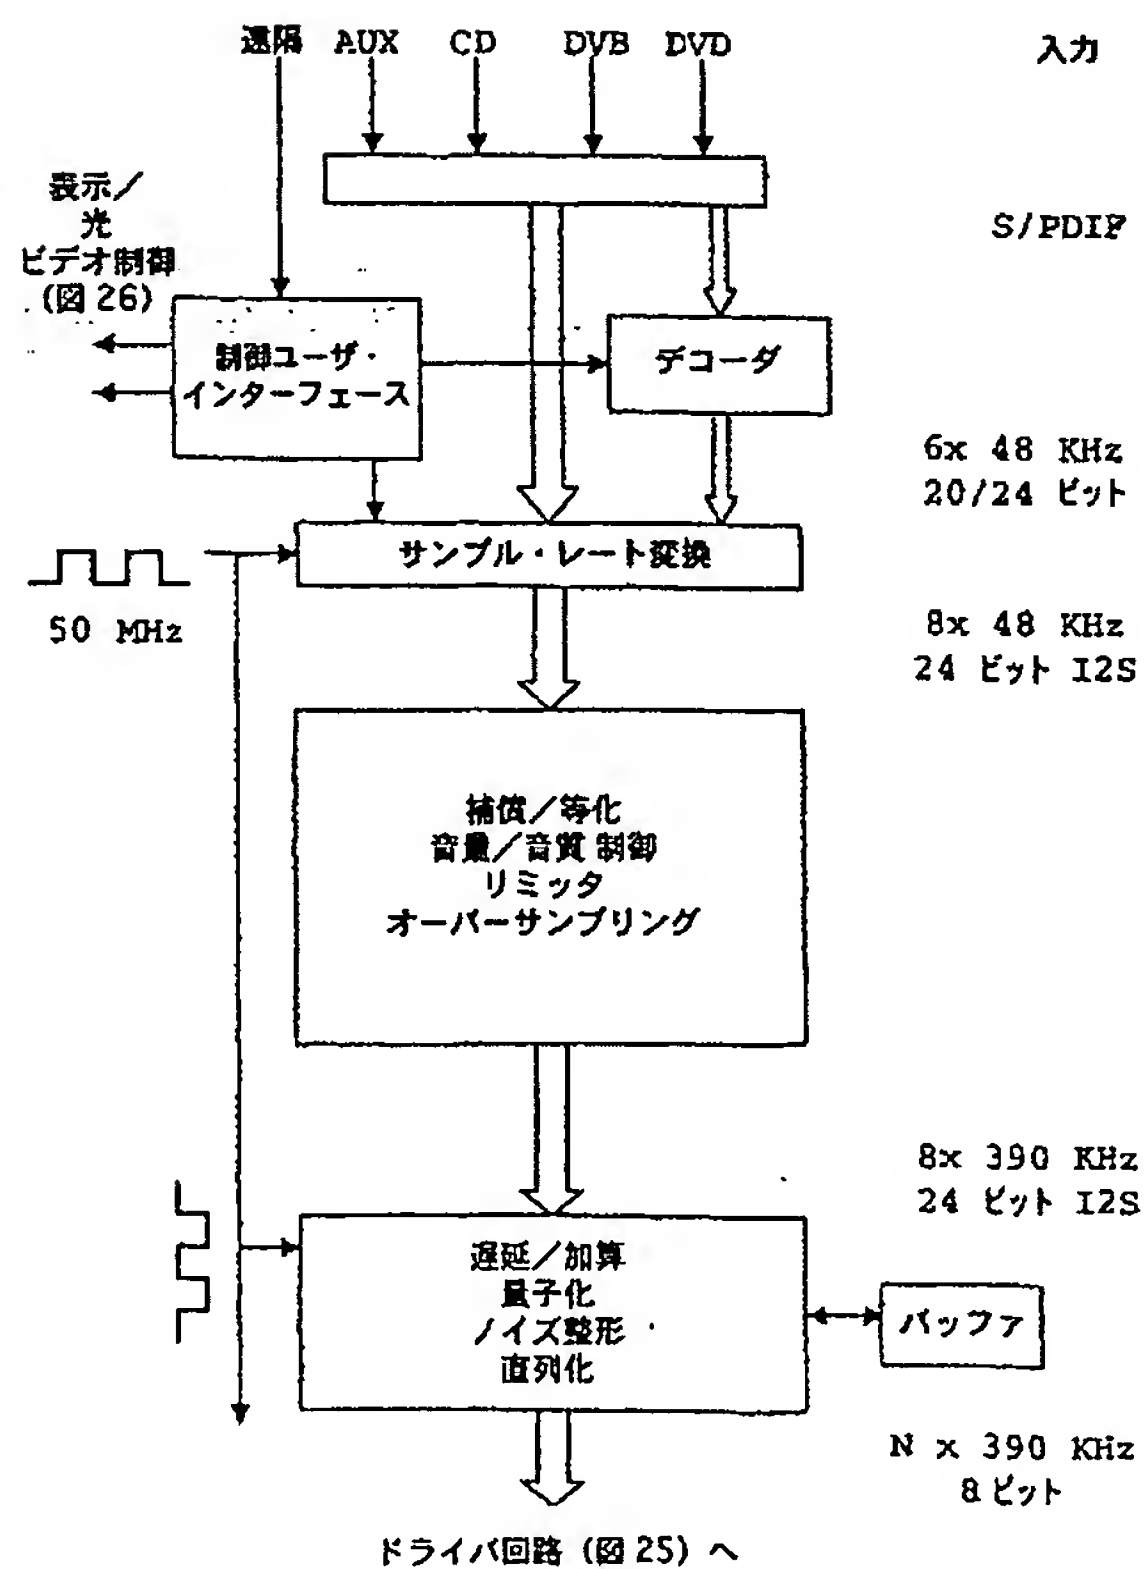 遠隔 AUX CD DVB DVD 入力
S/PDIF
表示／
光
ビデオ制御
(図 26)
制御ユーザ・
インターフェース
デコーダ
6x 48 KHz
20/24 ビット
サンプル・レート変換
50 MHz
8x 48 KHz
24 ビット I2S
補償／等化
音量／音質 制御
リミッタ
オーバーサンプリング
8x 390 KHz
24 ビット I2S
遅延／加算
量子化
ノイズ整形
直列化
バッファ
N x 390 KHz
8 ビット
ドライバ回路 (図 25) へ